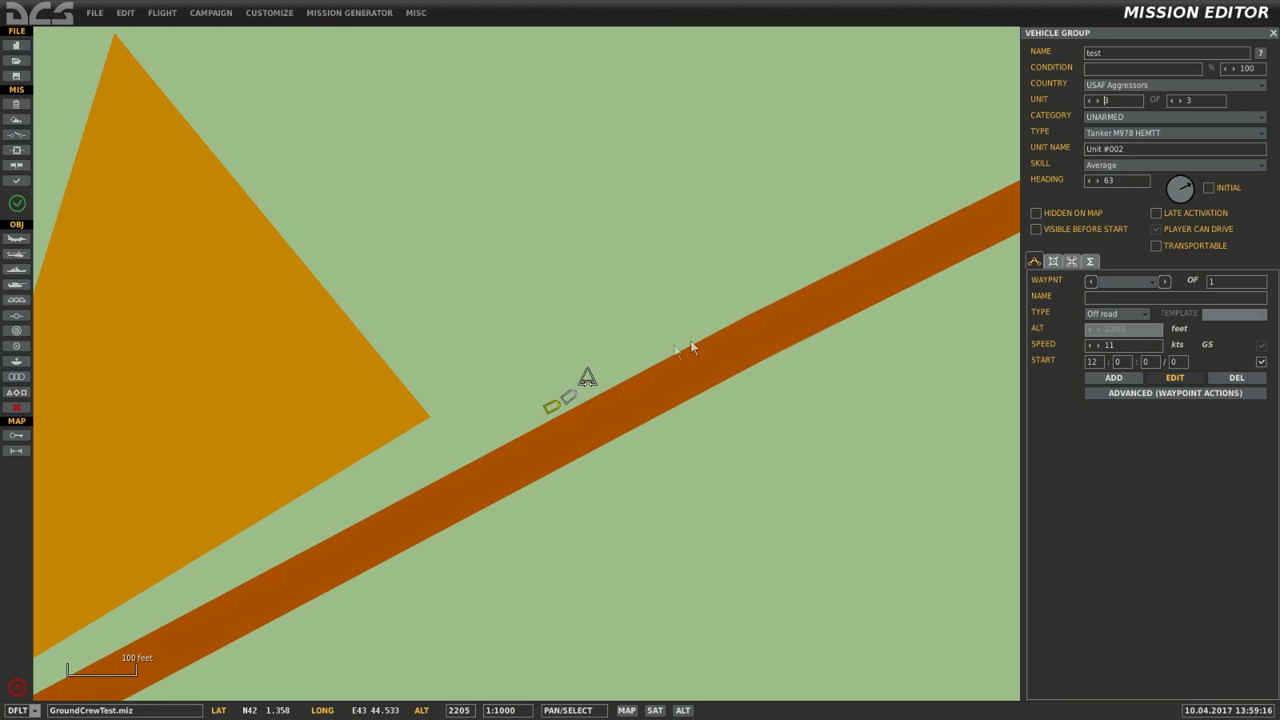 DCS FILE EDIT FLIGHT CAMPAIGN CUSTOMIZE MISSION GENERATOR MISC MISSION EDITOR
FILE
MIS
OBJ
MAP
100 feet
VEHICLE GROUP X
NAME test ?
CONDITION % 100
COUNTRY USAF Aggressors
UNIT 3 OF 3
CATEGORY UNARMED
TYPE Tanker M978 HEMTT
UNIT NAME Unit #002
SKILL Average
HEADING 63 INITIAL
HIDDEN ON MAP LATE ACTIVATION
VISIBLE BEFORE START PLAYER CAN DRIVE
TRANSPORTABLE
Σ
WAYPNT OF 1
NAME
TYPE Off road
ALT 2205 feet
SPEED 11 kts GS
START 12 : 0 : 0 / 0
ADD EDIT DEL
ADVANCED (WAYPOINT ACTIONS)
DFLT GroundCrewTest.miz LAT N42 1.358 LONG E43 44.533 ALT 2205 1:1000 PAN/SELECT MAP SAT ALT 10.04.2017 13:59:16